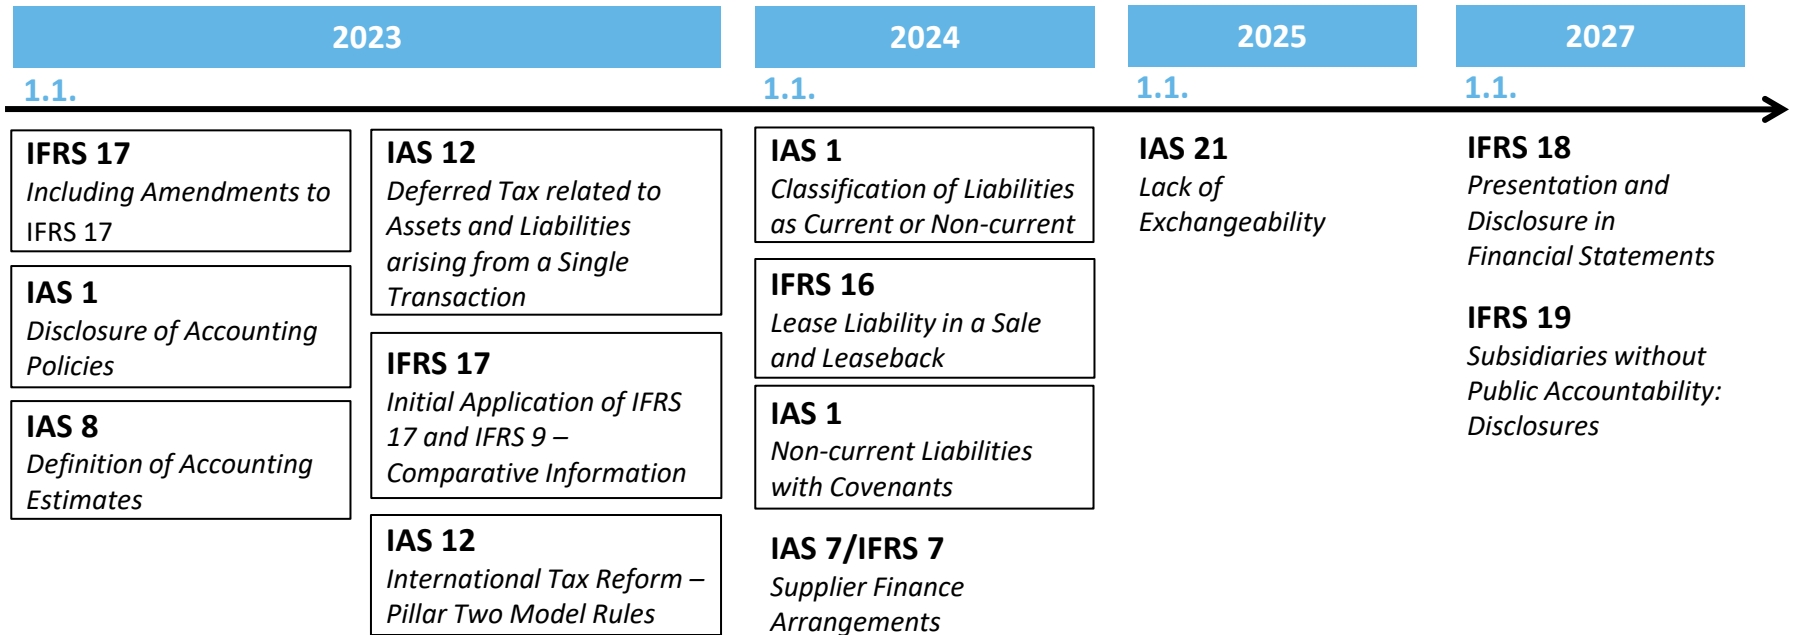 2023
1.1.
IFRS 17
Including Amendments to
IFRS 17
IAS 1
Disclosure of Accounting
Policies
IAS 8
Definition of Accounting
Estimates
IAS 12
Deferred Tax related to
Assets and Liabilities
arising from a Single
Transaction
IFRS 17
Initial Application of IFRS
17 and IFRS 9 –
Comparative Information
IAS 12
International Tax Reform –
Pillar Two Model Rules
2024
1.1.
IAS 1
Classification of Liabilities
as Current or Non-current
IFRS 16
Lease Liability in a Sale
and Leaseback
IAS 1
Non-current Liabilities
with Covenants
IAS 7/IFRS 7
Supplier Finance
Arrangements
2025
1.1.
IAS 21
Lack of
Exchangeability
2027
1.1.
IFRS 18
Presentation and
Disclosure in
Financial Statements
IFRS 19
Subsidiaries without
Public Accountability:
Disclosures